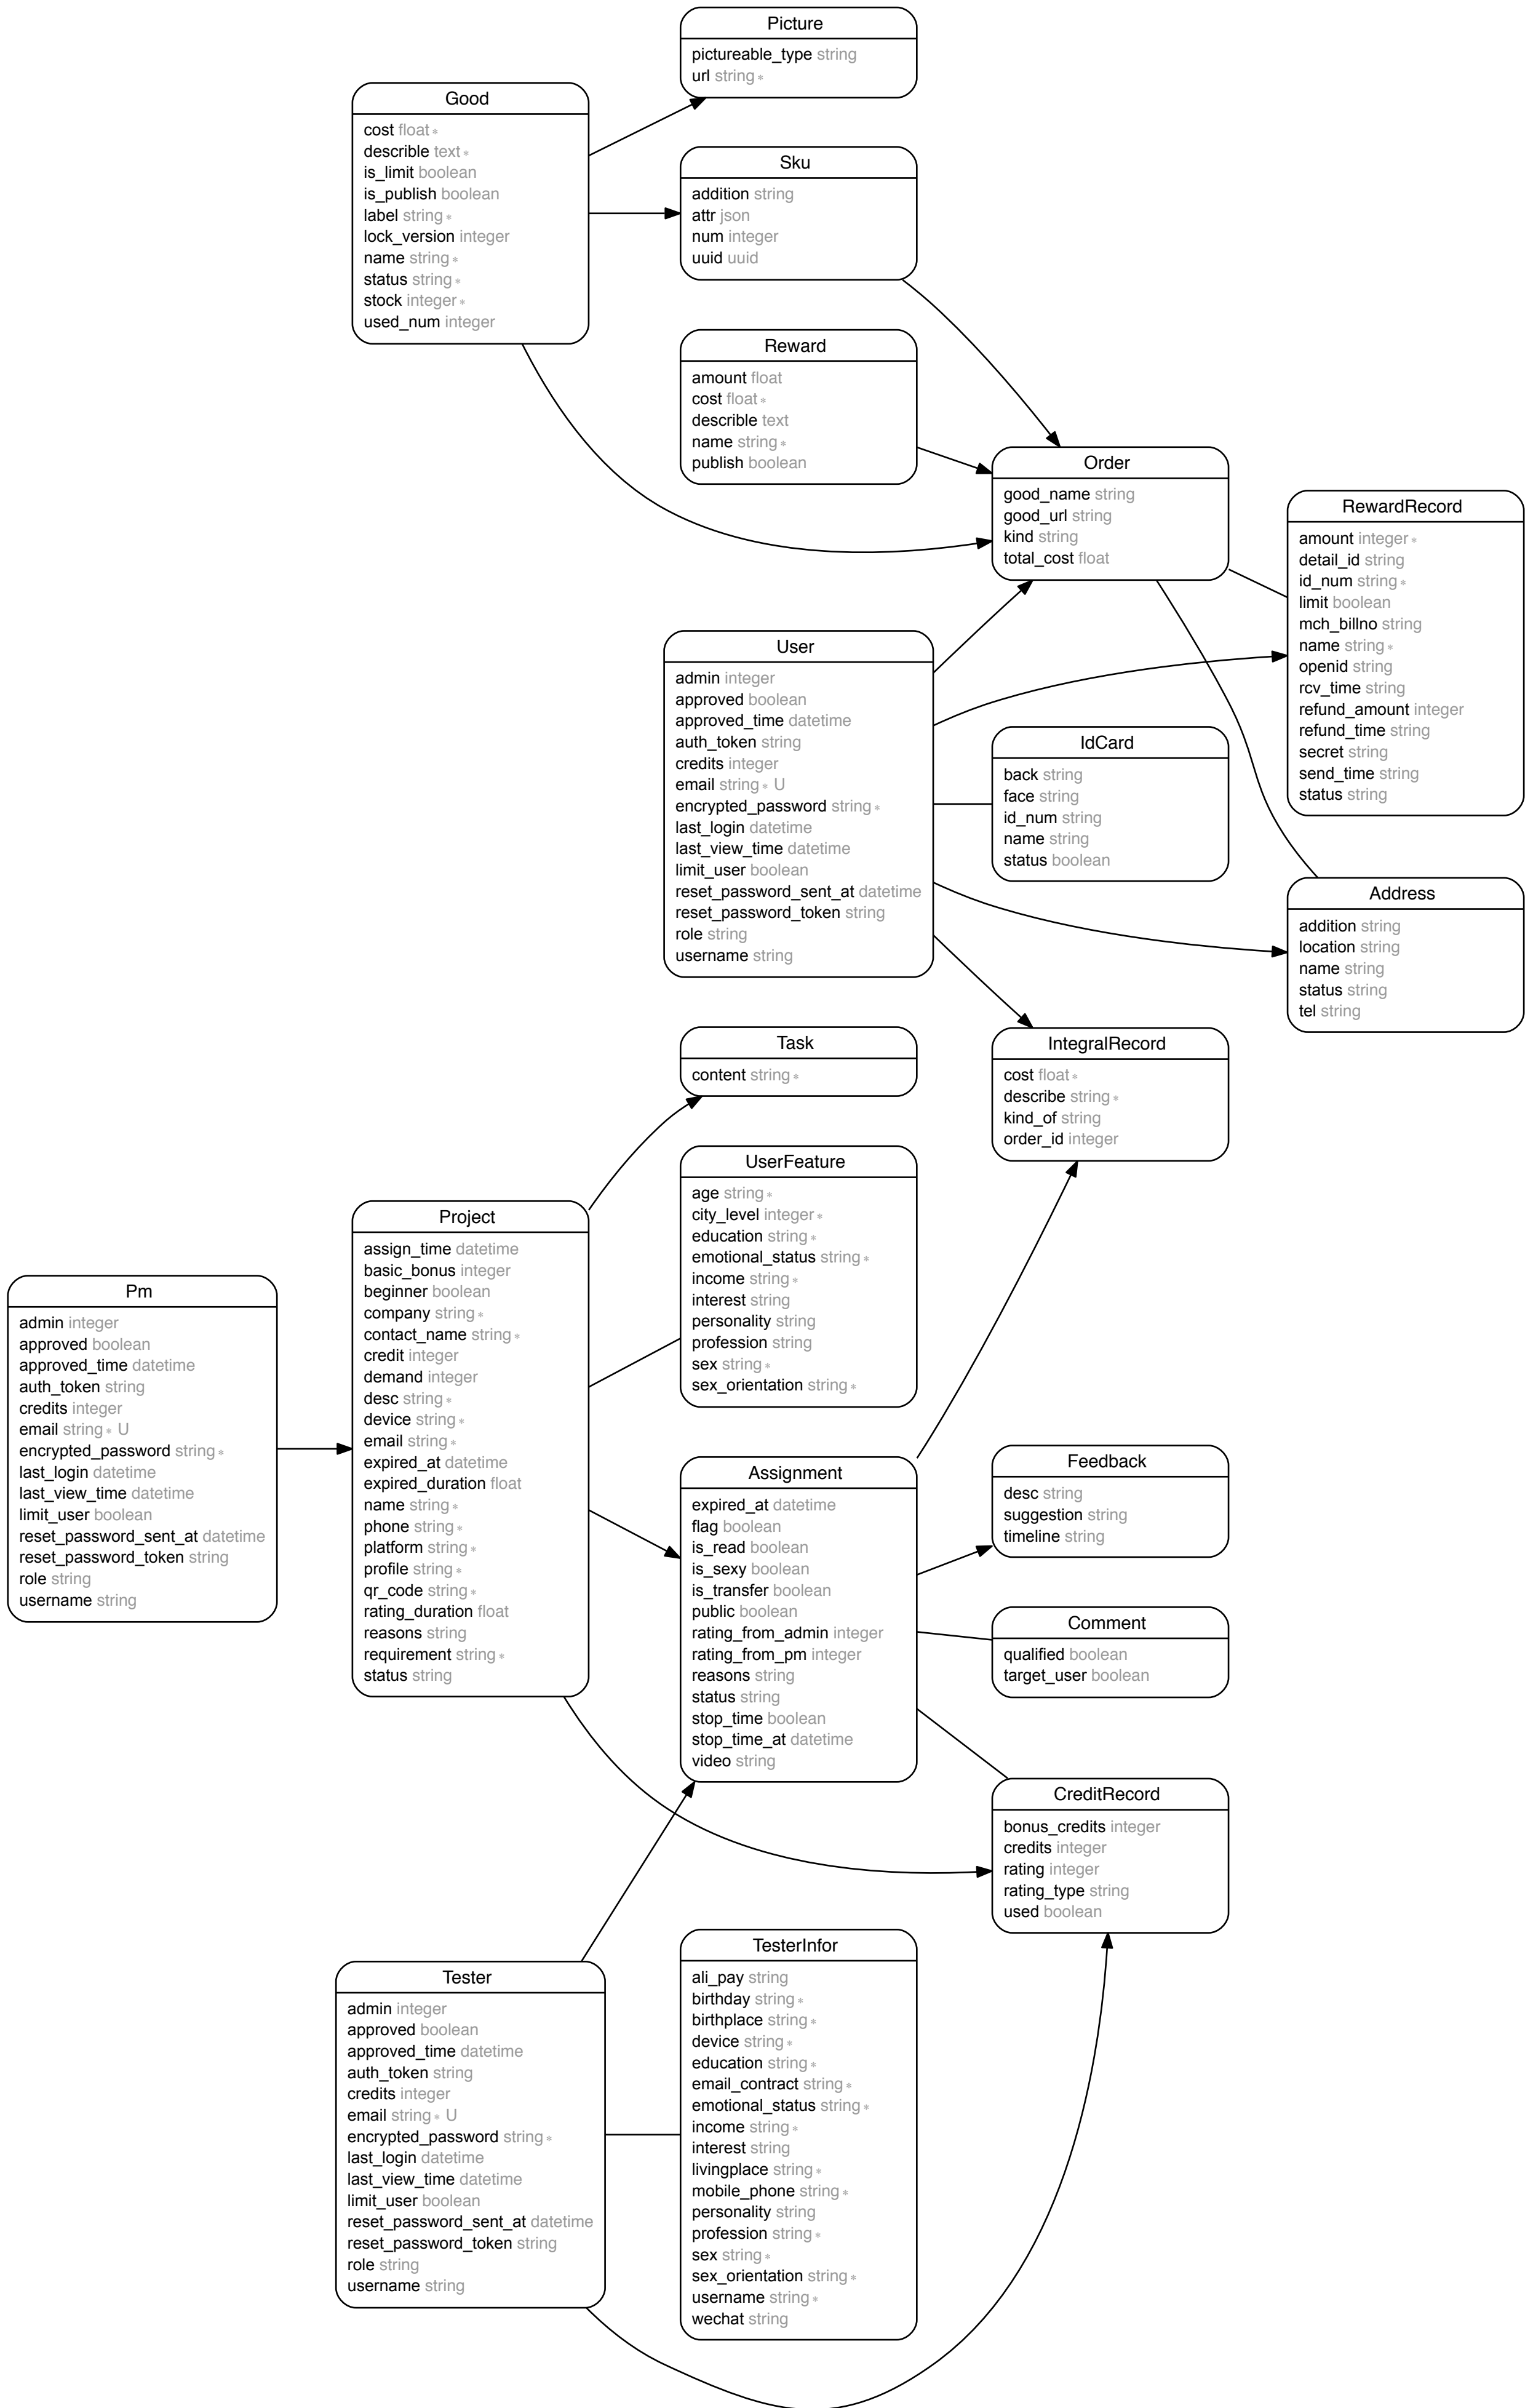 Picture
pictureable_type string
url string ∗
Good
cost float ∗
describle text ∗
is_limit boolean
is_publish boolean
label string ∗
lock_version integer
name string ∗
status string ∗
stock integer ∗
used_num integer
Sku
addition string
attr json
num integer
uuid uuid
Reward
amount float
cost float ∗
describle text
name string ∗
publish boolean
Order
good_name string
good_url string
kind string
total_cost float
RewardRecord
amount integer ∗
detail_id string
id_num string ∗
limit boolean
mch_billno string
name string ∗
openid string
rcv_time string
refund_amount integer
refund_time string
secret string
send_time string
status string
User
admin integer
approved boolean
approved_time datetime
auth_token string
credits integer
email string ∗ U
encrypted_password string ∗
last_login datetime
last_view_time datetime
limit_user boolean
reset_password_sent_at datetime
reset_password_token string
role string
username string
IdCard
back string
face string
id_num string
name string
status boolean
Address
addition string
location string
name string
status string
tel string
Task
content string ∗
IntegralRecord
cost float ∗
describe string ∗
kind_of string
order_id integer
UserFeature
age string ∗
city_level integer ∗
education string ∗
emotional_status string ∗
income string ∗
interest string
personality string
profession string
sex string ∗
sex_orientation string ∗
Project
assign_time datetime
basic_bonus integer
beginner boolean
company string ∗
contact_name string ∗
credit integer
demand integer
desc string ∗
device string ∗
email string ∗
expired_at datetime
expired_duration float
name string ∗
phone string ∗
platform string ∗
profile string ∗
qr_code string ∗
rating_duration float
reasons string
requirement string ∗
status string
Pm
admin integer
approved boolean
approved_time datetime
auth_token string
credits integer
email string ∗ U
encrypted_password string ∗
last_login datetime
last_view_time datetime
limit_user boolean
reset_password_sent_at datetime
reset_password_token string
role string
username string
Assignment
expired_at datetime
flag boolean
is_read boolean
is_sexy boolean
is_transfer boolean
public boolean
rating_from_admin integer
rating_from_pm integer
reasons string
status string
stop_time boolean
stop_time_at datetime
video string
Feedback
desc string
suggestion string
timeline string
Comment
qualified boolean
target_user boolean
CreditRecord
bonus_credits integer
credits integer
rating integer
rating_type string
used boolean
Tester
admin integer
approved boolean
approved_time datetime
auth_token string
credits integer
email string ∗ U
encrypted_password string ∗
last_login datetime
last_view_time datetime
limit_user boolean
reset_password_sent_at datetime
reset_password_token string
role string
username string
TesterInfor
ali_pay string
birthday string ∗
birthplace string ∗
device string ∗
education string ∗
email_contract string ∗
emotional_status string ∗
income string ∗
interest string
livingplace string ∗
mobile_phone string ∗
personality string
profession string ∗
sex string ∗
sex_orientation string ∗
username string ∗
wechat string